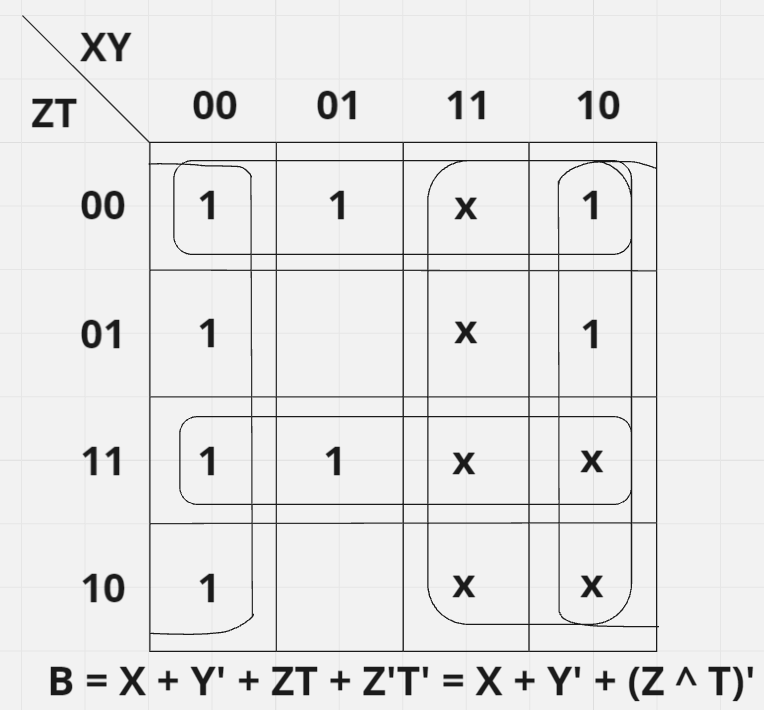 XY
ZT
00 01 11 10
00 1 1 x 1
01 1 x 1
11 1 1 x x
10 1 x x
B = X + Y' + ZT + Z'T' = X + Y' + (Z ^ T)'